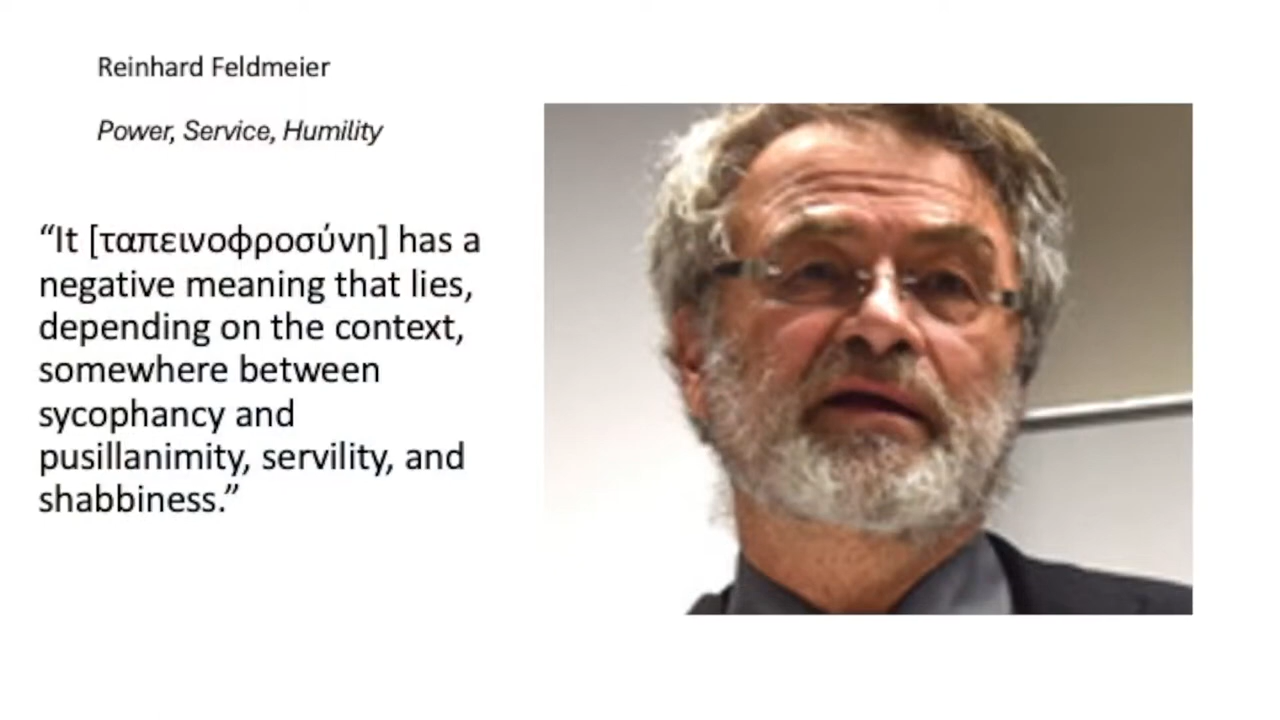 Reinhard Feldmeier
Power, Service, Humility
“It [ταπεινοφροσύνη] has a
negative meaning that lies,
depending on the context,
somewhere between
sycophancy and
pusillanimity, servility, and
shabbiness.”